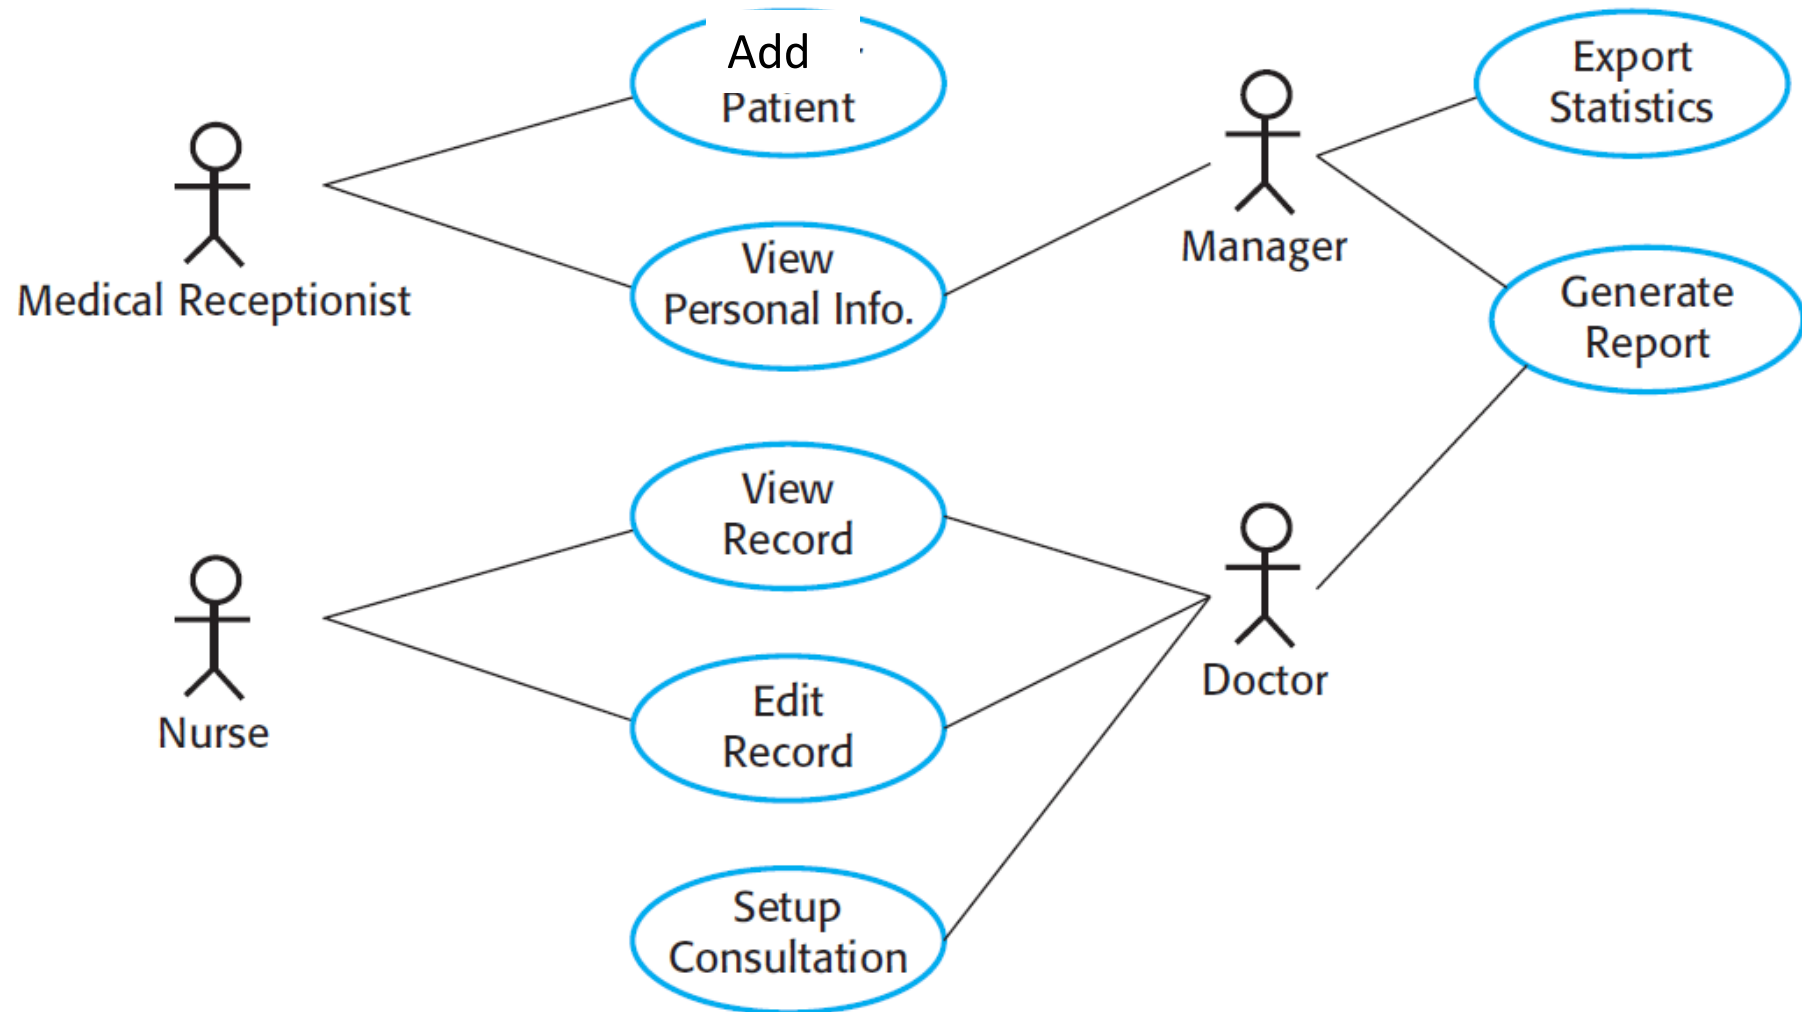 Add
Patient
Medical Receptionist
View
Personal Info.
Manager
Export
Statistics
Generate
Report
View
Record
Nurse
Edit
Record
Doctor
Setup
Consultation